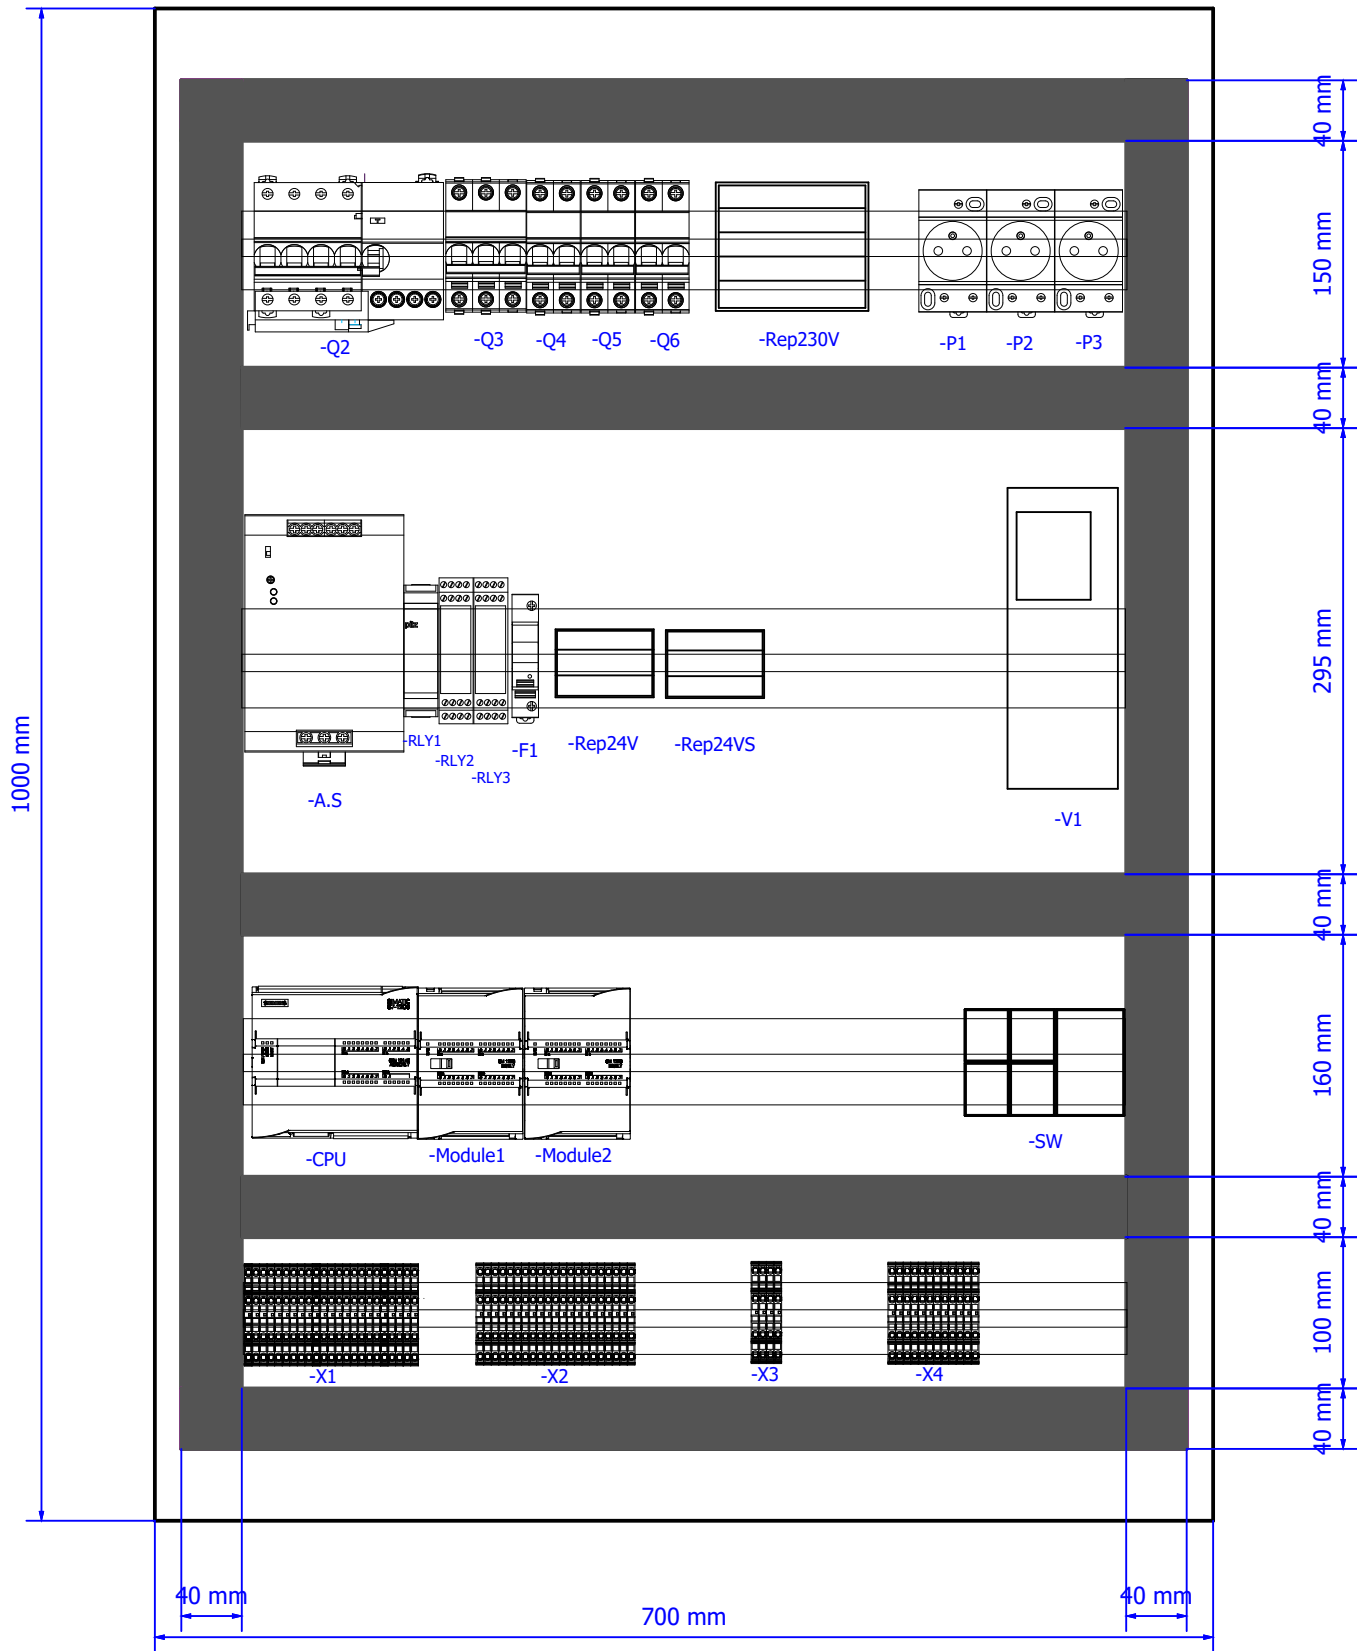 40 mm
-Q2
-Q3
-Q4
-Q5
-Q6
-Rep230V
-P1
-P2
-P3
150 mm
40 mm
-A.S
-RLY1
-RLY2
-RLY3
-F1
-Rep24V
-Rep24VS
-V1
295 mm
1000 mm
40 mm
-CPU
-Module1
-Module2
-SW
160 mm
40 mm
-X1
-X2
-X3
-X4
100 mm
40 mm
40 mm
700 mm
40 mm